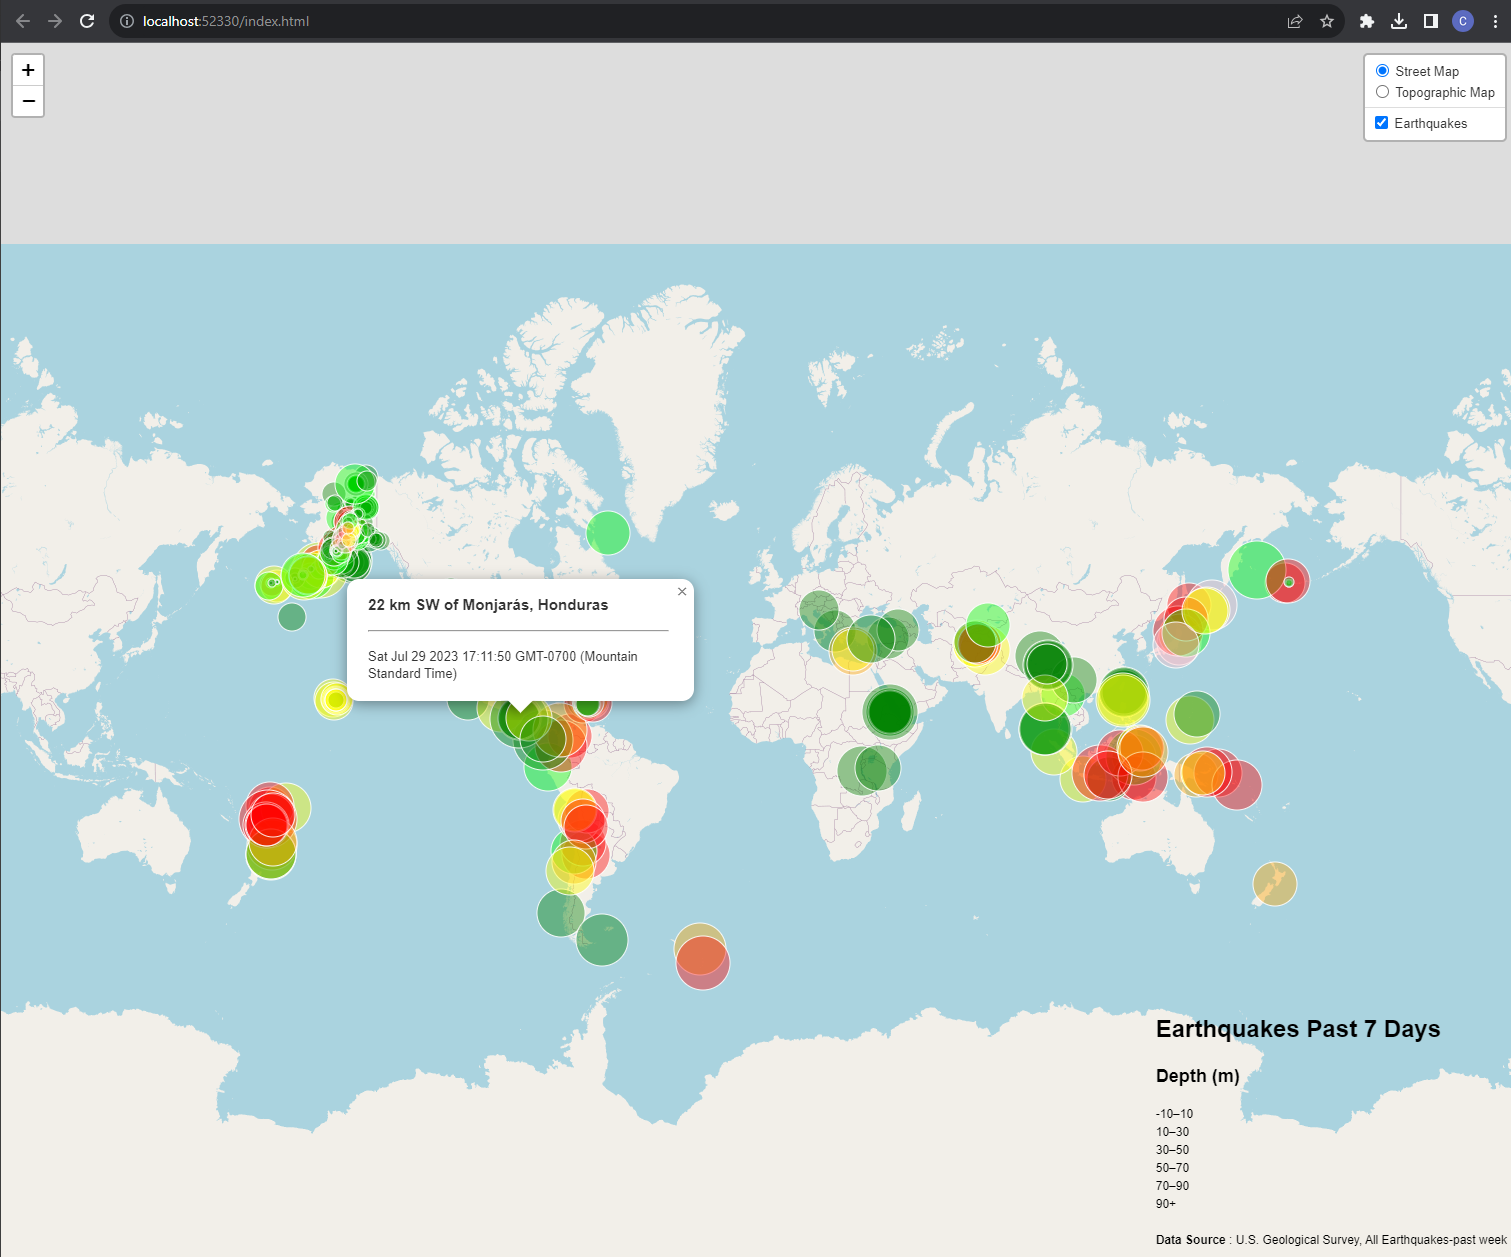 localhost:52330/index.html
C
+
−
Street Map
Topographic Map
Earthquakes
×
22 km SW of Monjarás, Honduras
Sat Jul 29 2023 17:11:50 GMT-0700 (Mountain
Standard Time)
Earthquakes Past 7 Days
Depth (m)
-10–10
10–30
30–50
50–70
70–90
90+
Data Source : U.S. Geological Survey, All Earthquakes-past week